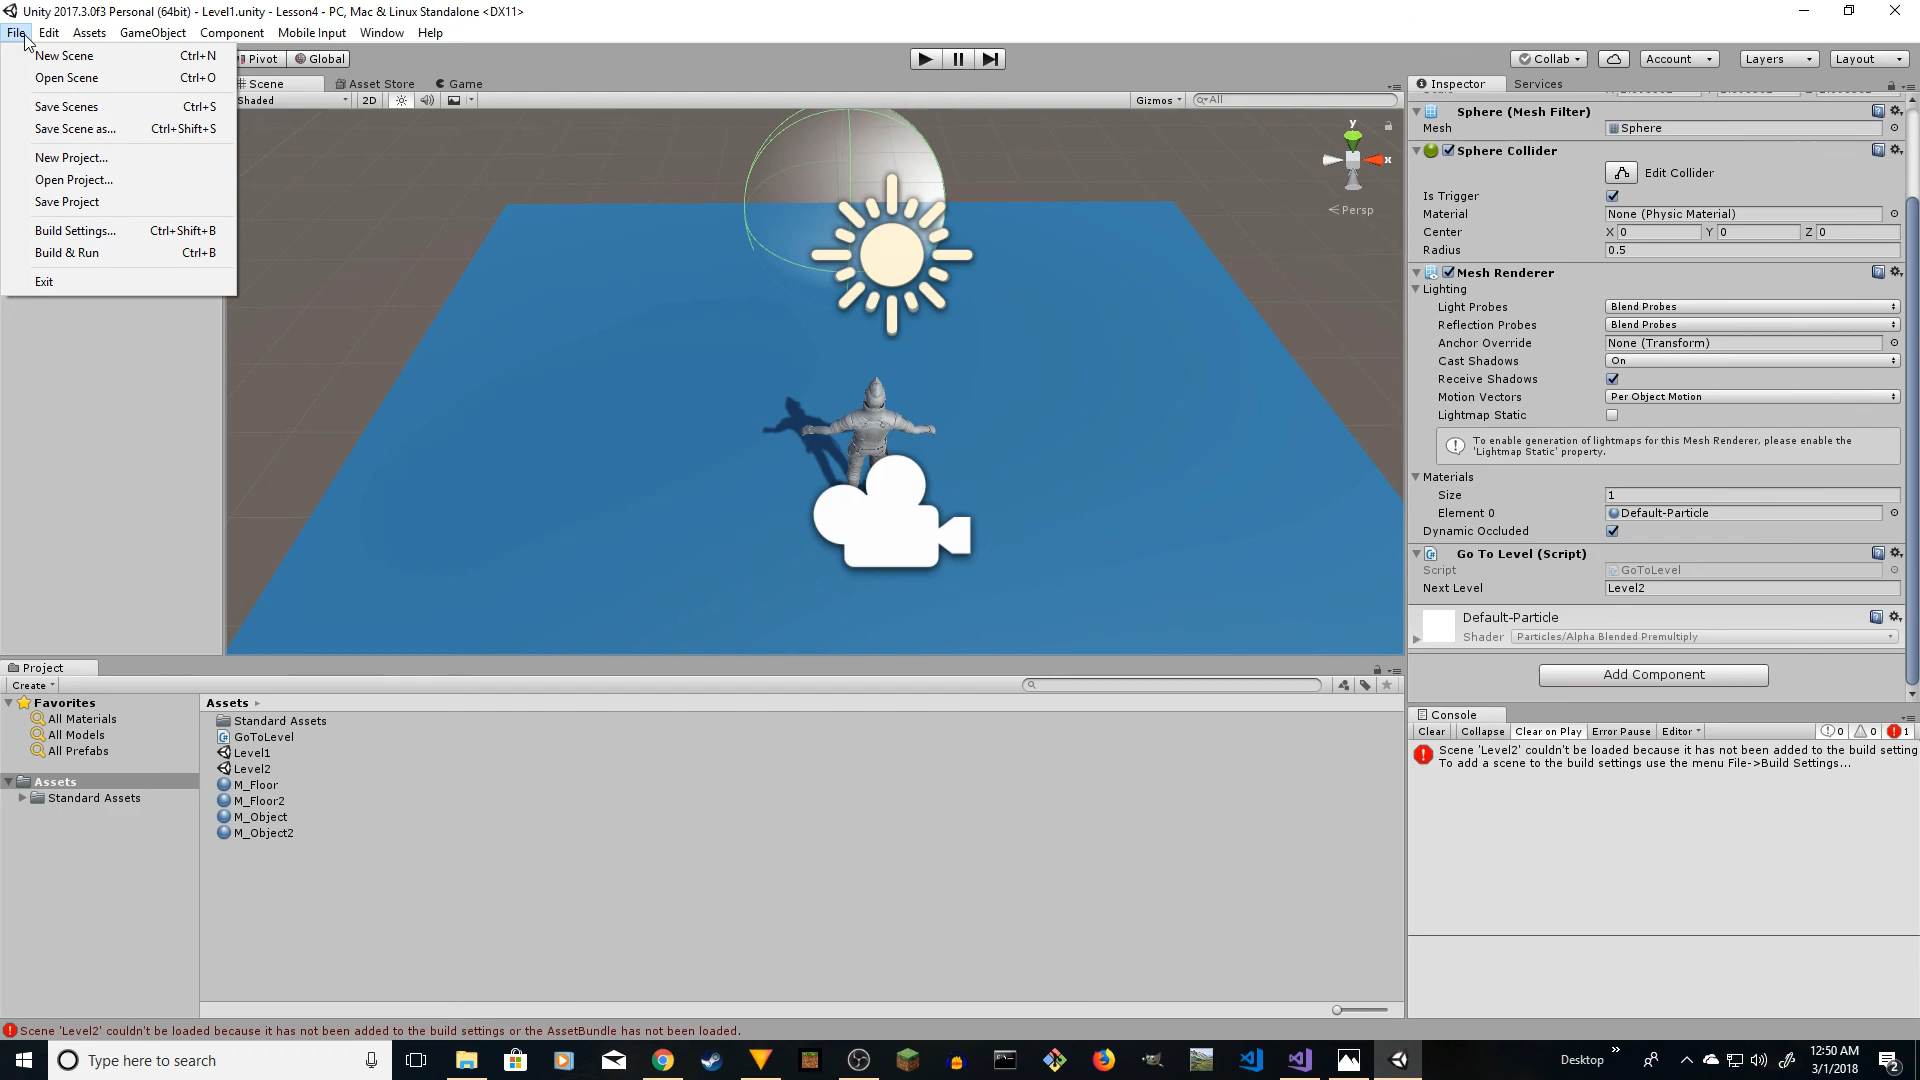 Unity 2017.3.0f3 Personal (64bit) - Level1.unity - Lesson4 - PC, Mac & Linux Standalone <DX11>
File Edit Assets GameObject Component Mobile Input Window Help
New Scene Ctrl+N
Open Scene Ctrl+O
Save Scenes Ctrl+S
Save Scene as... Ctrl+Shift+S
New Project...
Open Project...
Save Project
Build Settings... Ctrl+Shift+B
Build & Run Ctrl+B
Exit
Pivot Global
Collab Account Layers Layout
Scene Asset Store Game
Shaded 2D Gizmos All
y
x
Persp
Inspector Services
Sphere (Mesh Filter)
Mesh Sphere
Sphere Collider
Edit Collider
Is Trigger
Material None (Physic Material)
Center X 0 Y 0 Z 0
Radius 0.5
Mesh Renderer
Lighting
Light Probes Blend Probes
Reflection Probes Blend Probes
Anchor Override None (Transform)
Cast Shadows On
Receive Shadows
Motion Vectors Per Object Motion
Lightmap Static
To enable generation of lightmaps for this Mesh Renderer, please enable the
'Lightmap Static' property.
Materials
Size 1
Element 0 Default-Particle
Dynamic Occluded
Go To Level (Script)
Script GoToLevel
Next Level Level2
Default-Particle
Shader Particles/Alpha Blended Premultiply
Add Component
Project
Create
Favorites
All Materials
All Models
All Prefabs
Assets
Standard Assets
Assets
Standard Assets
GoToLevel
Level1
Level2
M_Floor
M_Floor2
M_Object
M_Object2
Console
Clear Collapse Clear on Play Error Pause Editor 0 0 1
Scene 'Level2' couldn't be loaded because it has not been added to the build setting
To add a scene to the build settings use the menu File->Build Settings...
Scene 'Level2' couldn't be loaded because it has not been added to the build settings or the AssetBundle has not been loaded.
Type here to search
Desktop
12:50 AM
3/1/2018
2